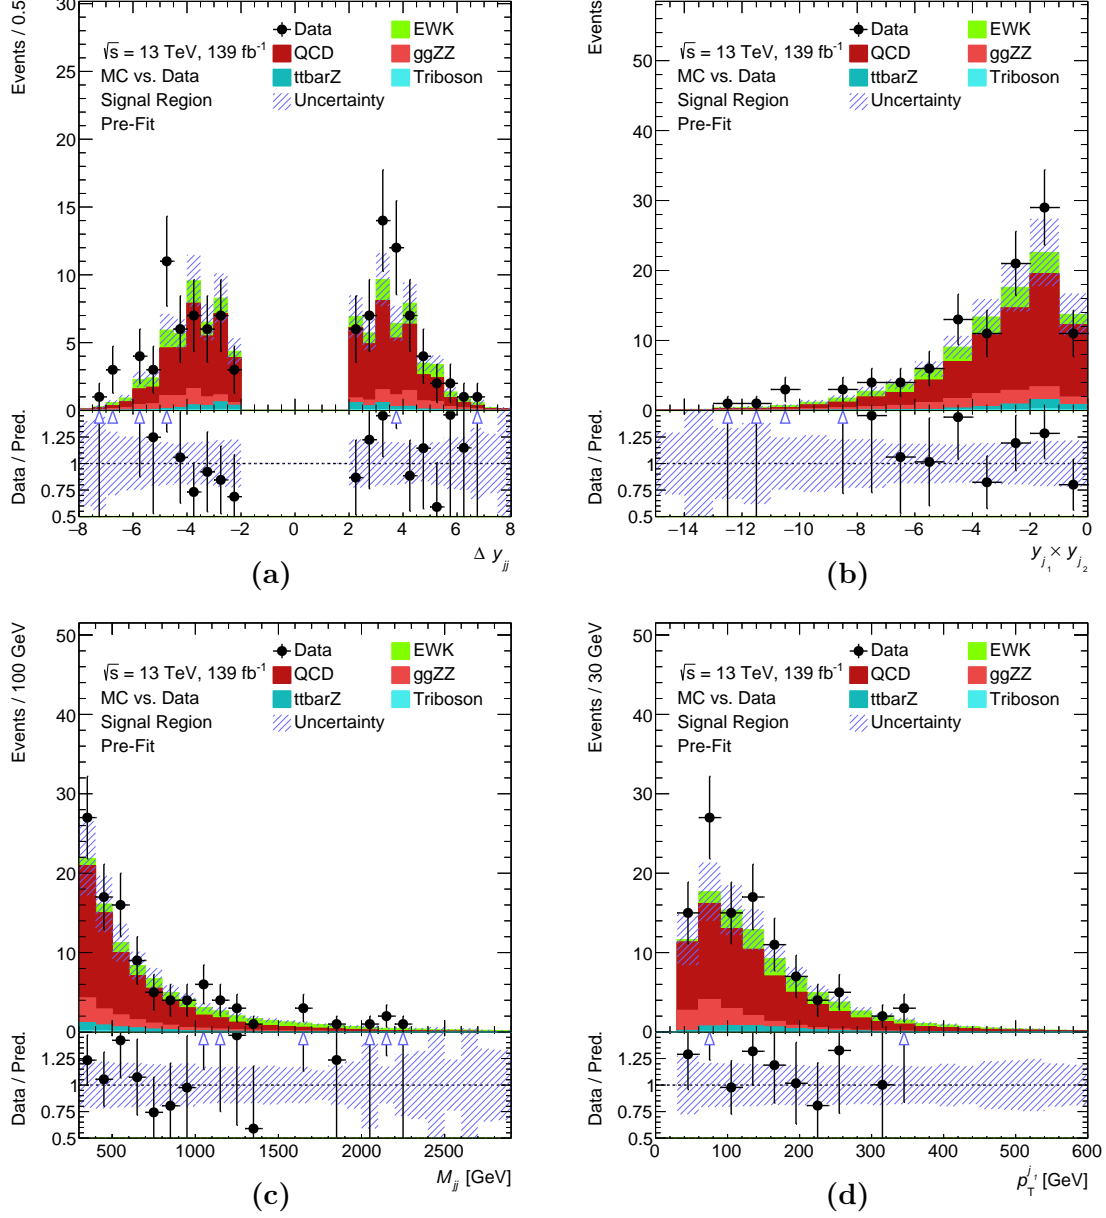 Events / 0.5
30
25
20
15
10
5
0
Data
EWK
√s = 13 TeV, 139 fb-1
QCD
ggZZ
MC vs. Data
ttbarZ
Triboson
Signal Region
Uncertainty
Pre-Fit
Data / Pred.
1.25
1
0.75
0.5
−8 −6 −4 −2 0 2 4 6 8
Δ yjj
(a)
Events
50
40
30
20
10
0
Data
EWK
√s = 13 TeV, 139 fb-1
QCD
ggZZ
MC vs. Data
ttbarZ
Triboson
Signal Region
Uncertainty
Pre-Fit
Data / Pred.
1.25
1
0.75
0.5
−14 −12 −10 −8 −6 −4 −2 0
yj1 × yj2
(b)
Events / 100 GeV
50
40
30
20
10
0
Data
EWK
√s = 13 TeV, 139 fb-1
QCD
ggZZ
MC vs. Data
ttbarZ
Triboson
Signal Region
Uncertainty
Pre-Fit
Data / Pred.
1.25
1
0.75
0.5
500 1000 1500 2000 2500
Mjj [GeV]
(c)
Events / 30 GeV
50
40
30
20
10
0
Data
EWK
√s = 13 TeV, 139 fb-1
QCD
ggZZ
MC vs. Data
ttbarZ
Triboson
Signal Region
Uncertainty
Pre-Fit
Data / Pred.
1.25
1
0.75
0.5
0 100 200 300 400 500 600
pTj1 [GeV]
(d)